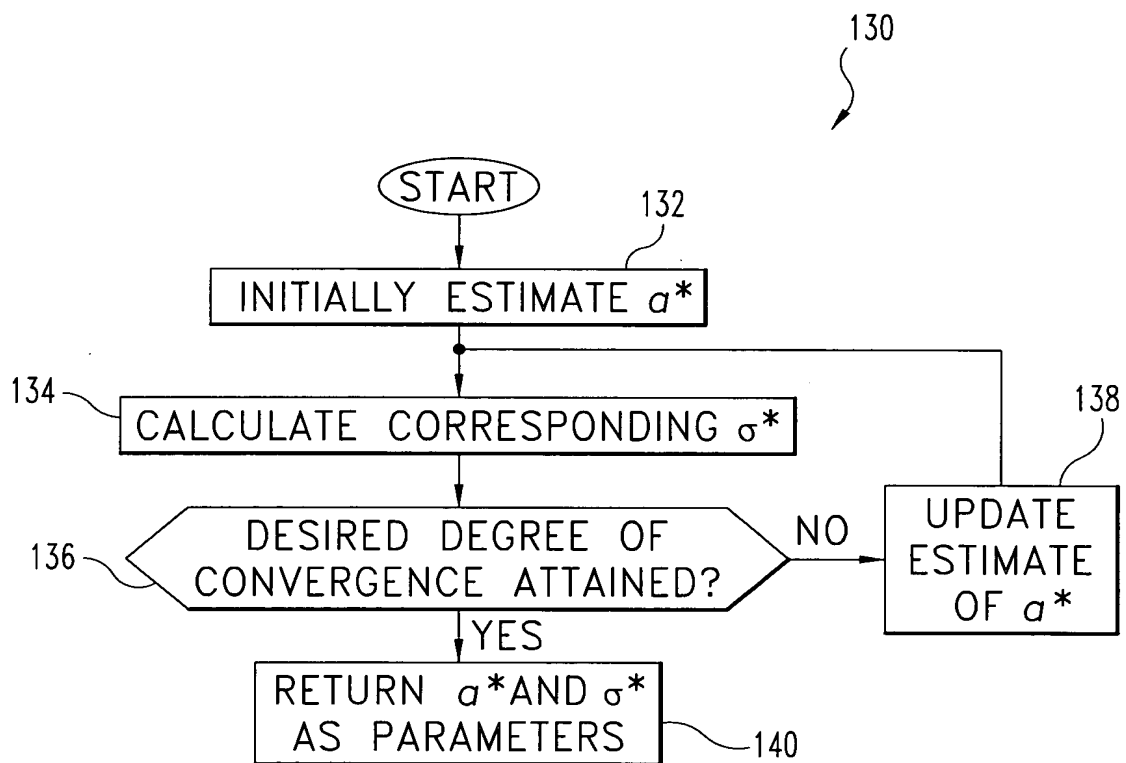 130
START
132
INITIALLY ESTIMATE a*
134
CALCULATE CORRESPONDING σ*
138
UPDATE
ESTIMATE
OF a*
136
DESIRED DEGREE OF
CONVERGENCE ATTAINED?
NO
YES
RETURN a* AND σ*
AS PARAMETERS
140